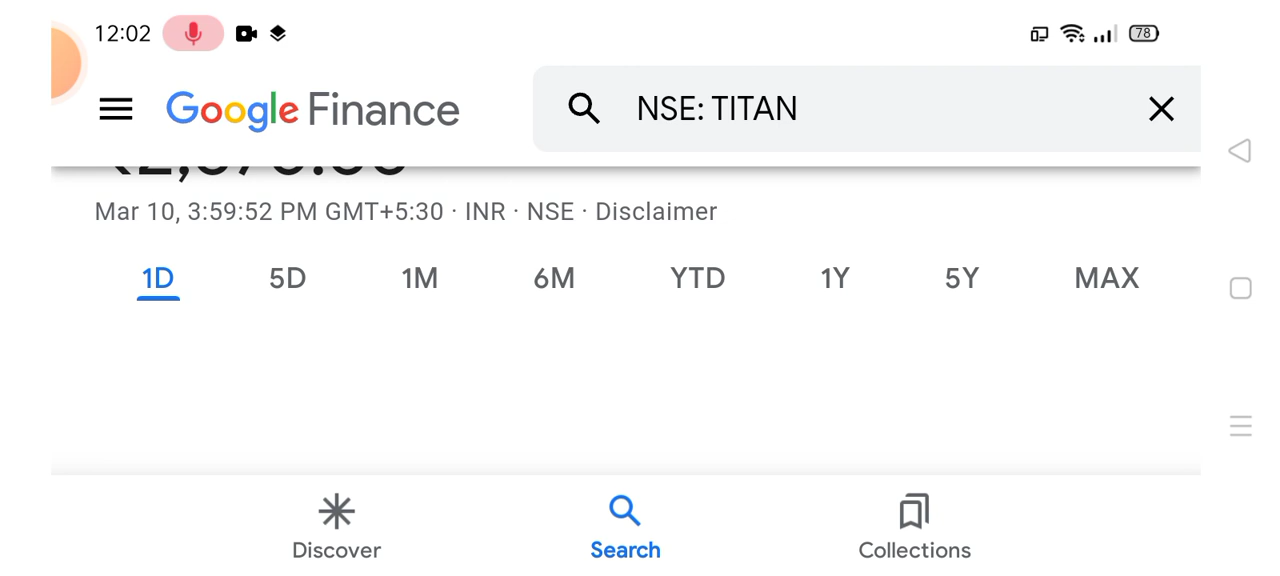 12:02
78
Google Finance
NSE: TITAN
Mar 10, 3:59:52 PM GMT+5:30 · INR · NSE · Disclaimer
1D 5D 1M 6M YTD 1Y 5Y MAX
Discover Search Collections